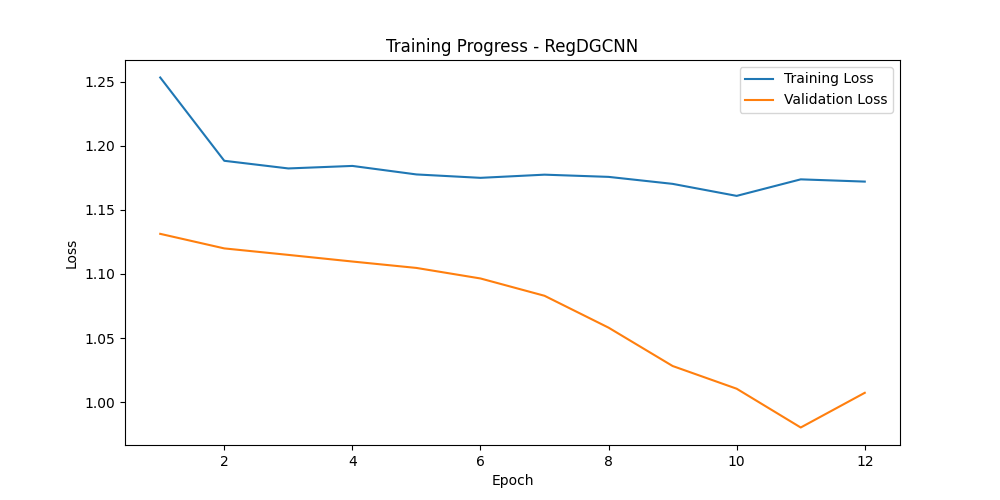 Training Progress - RegDGCNN
Training Loss
Validation Loss
1.25
1.20
1.15
1.10
1.05
1.00
Loss
2 4 6 8 10 12
Epoch